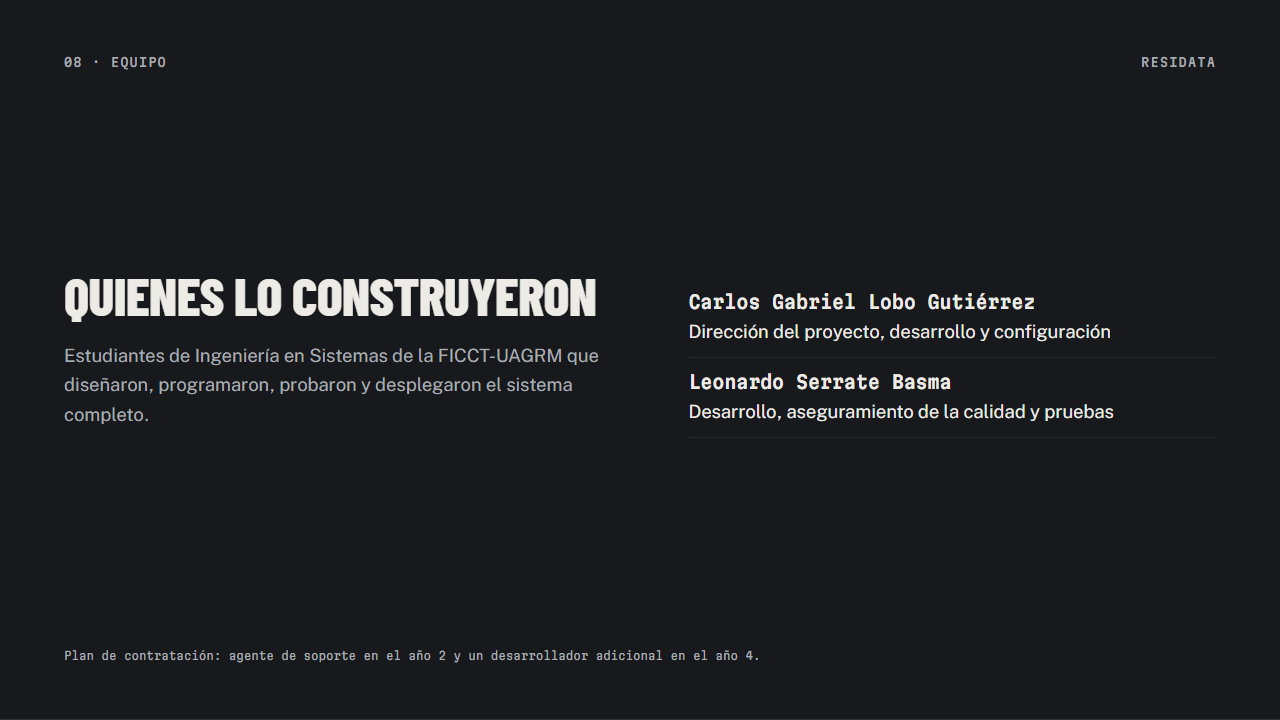 08 · EQUIPO
RESIDATA
QUIENES LO CONSTRUYERON
Estudiantes de Ingeniería en Sistemas de la FICCT-UAGRM que
diseñaron, programaron, probaron y desplegaron el sistema
completo.
Carlos Gabriel Lobo Gutiérrez
Dirección del proyecto, desarrollo y configuración
Leonardo Serrate Basma
Desarrollo, aseguramiento de la calidad y pruebas
Plan de contratación: agente de soporte en el año 2 y un desarrollador adicional en el año 4.